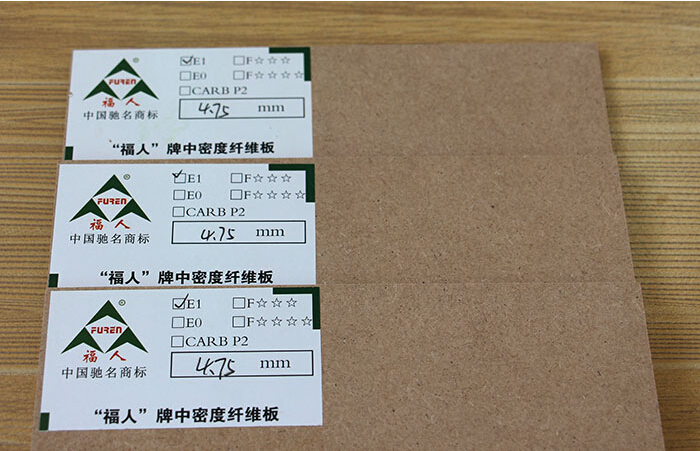 ☑E1 ☐F☆☆☆
☐E0 ☐F☆☆☆☆
☐CARB P2
FUREN®
福人
4.75 mm
中国驰名商标
“福人”牌中密度纤维板
☑E1 ☐F☆☆☆
☐E0 ☐F☆☆☆☆
☐CARB P2
FUREN®
福人
4.75 mm
中国驰名商标
“福人”牌中密度纤维板
☑E1 ☐F☆☆☆
☐E0 ☐F☆☆☆☆
☐CARB P2
FUREN®
福人
4.75 mm
中国驰名商标
“福人”牌中密度纤维板